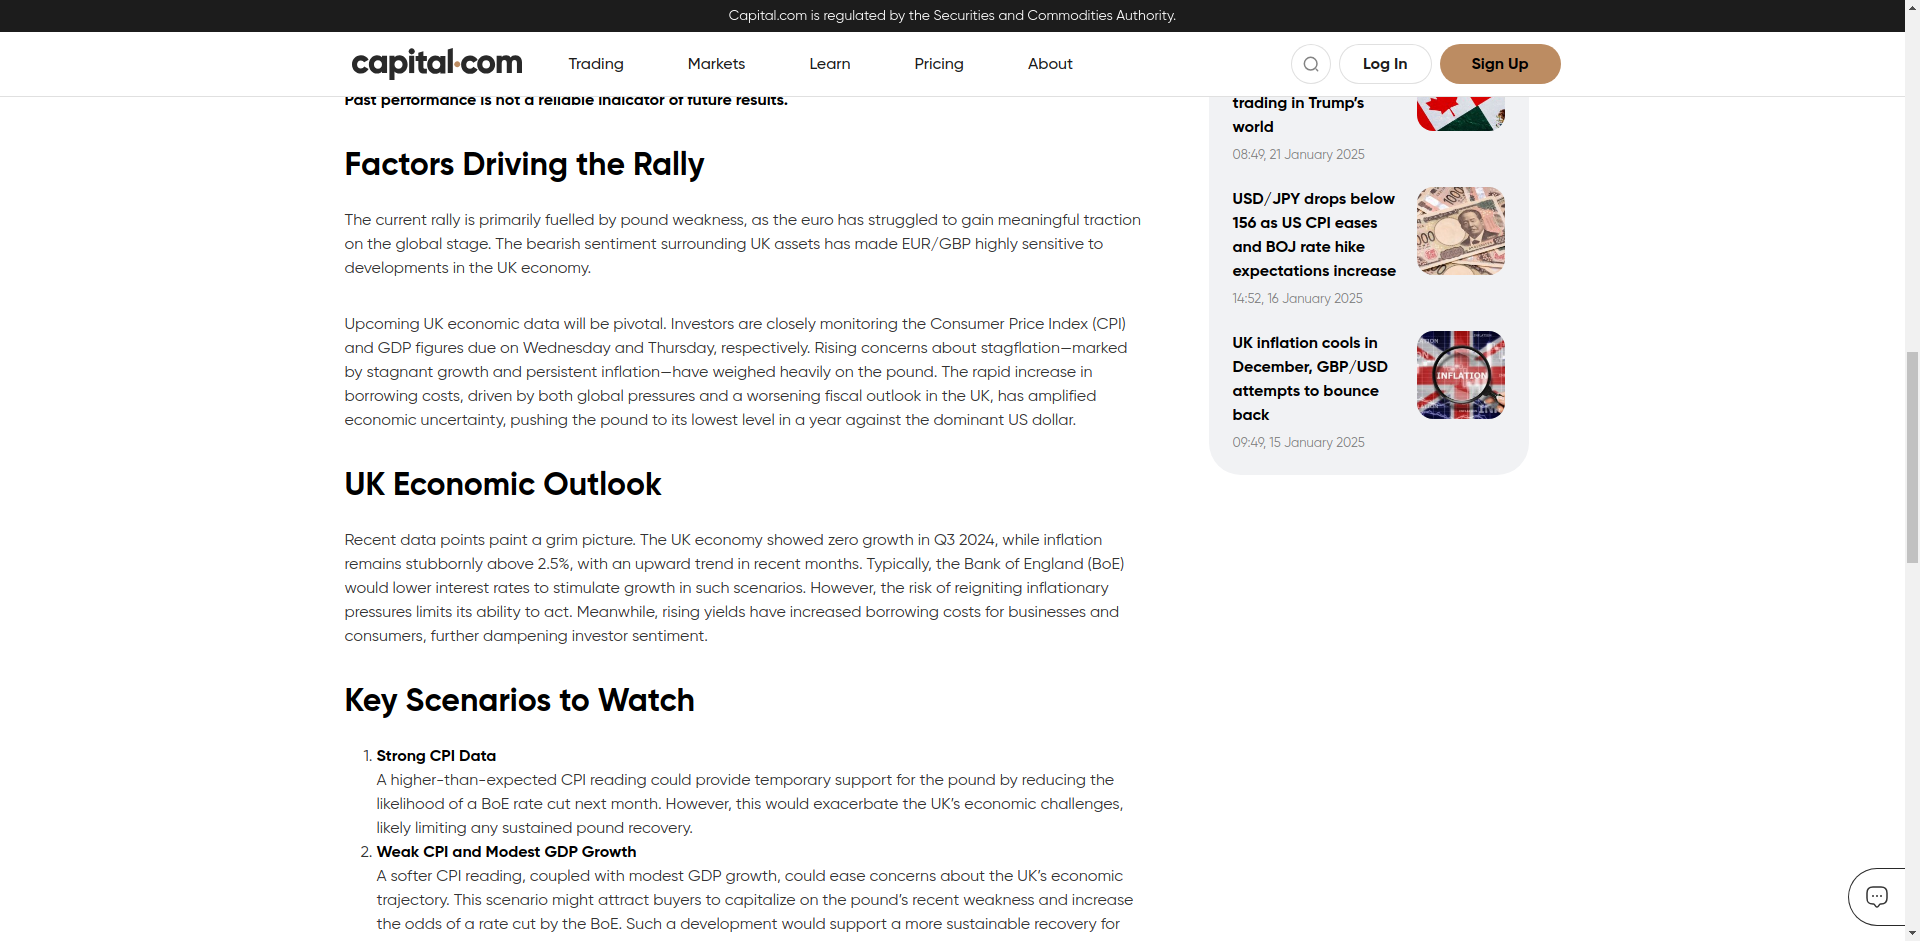 Capital.com is regulated by the Securities and Commodities Authority.
capital.com
Trading
Markets
Learn
Pricing
About
Log In
Sign Up
Past performance is not a reliable indicator of future results.
Factors Driving the Rally
The current rally is primarily fuelled by pound weakness, as the euro has struggled to gain meaningful traction
on the global stage. The bearish sentiment surrounding UK assets has made EUR/GBP highly sensitive to
developments in the UK economy.
Upcoming UK economic data will be pivotal. Investors are closely monitoring the Consumer Price Index (CPI)
and GDP figures due on Wednesday and Thursday, respectively. Rising concerns about stagflation—marked
by stagnant growth and persistent inflation—have weighed heavily on the pound. The rapid increase in
borrowing costs, driven by both global pressures and a worsening fiscal outlook in the UK, has amplified
economic uncertainty, pushing the pound to its lowest level in a year against the dominant US dollar.
UK Economic Outlook
Recent data points paint a grim picture. The UK economy showed zero growth in Q3 2024, while inflation
remains stubbornly above 2.5%, with an upward trend in recent months. Typically, the Bank of England (BoE)
would lower interest rates to stimulate growth in such scenarios. However, the risk of reigniting inflationary
pressures limits its ability to act. Meanwhile, rising yields have increased borrowing costs for businesses and
consumers, further dampening investor sentiment.
Key Scenarios to Watch
1. Strong CPI Data
A higher-than-expected CPI reading could provide temporary support for the pound by reducing the
likelihood of a BoE rate cut next month. However, this would exacerbate the UK’s economic challenges,
likely limiting any sustained pound recovery.
2. Weak CPI and Modest GDP Growth
A softer CPI reading, coupled with modest GDP growth, could ease concerns about the UK’s economic
trajectory. This scenario might attract buyers to capitalize on the pound’s recent weakness and increase
the odds of a rate cut by the BoE. Such a development would support a more sustainable recovery for
trading in Trump’s
world
08:49, 21 January 2025
USD/JPY drops below
156 as US CPI eases
and BOJ rate hike
expectations increase
14:52, 16 January 2025
UK inflation cools in
December, GBP/USD
attempts to bounce
back
09:49, 15 January 2025
INFLATION